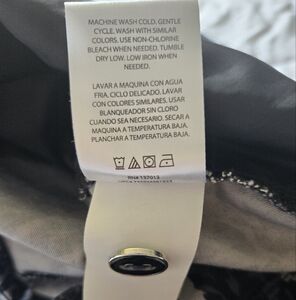 MACHINE WASH COLD, GENTLE
CYCLE. WASH WITH SIMILAR
COLORS. USE NON-CHLORINE
BLEACH WHEN NEEDED. TUMBLE
DRY LOW. LOW IRON WHEN
NEEDED.
LAVAR A MAQUINA CON AGUA
FRIA, CICLO DELICADO. LAVAR
CON COLORES SIMILARES. USAR
BLANQUEADOR SIN CLORO
CUANDO SEA NECESARIO. SECAR A
MAQUINA A TEMPERATURA BAJA.
PLANCHAR A TEMPERATURA BAJA.
RN# 137013